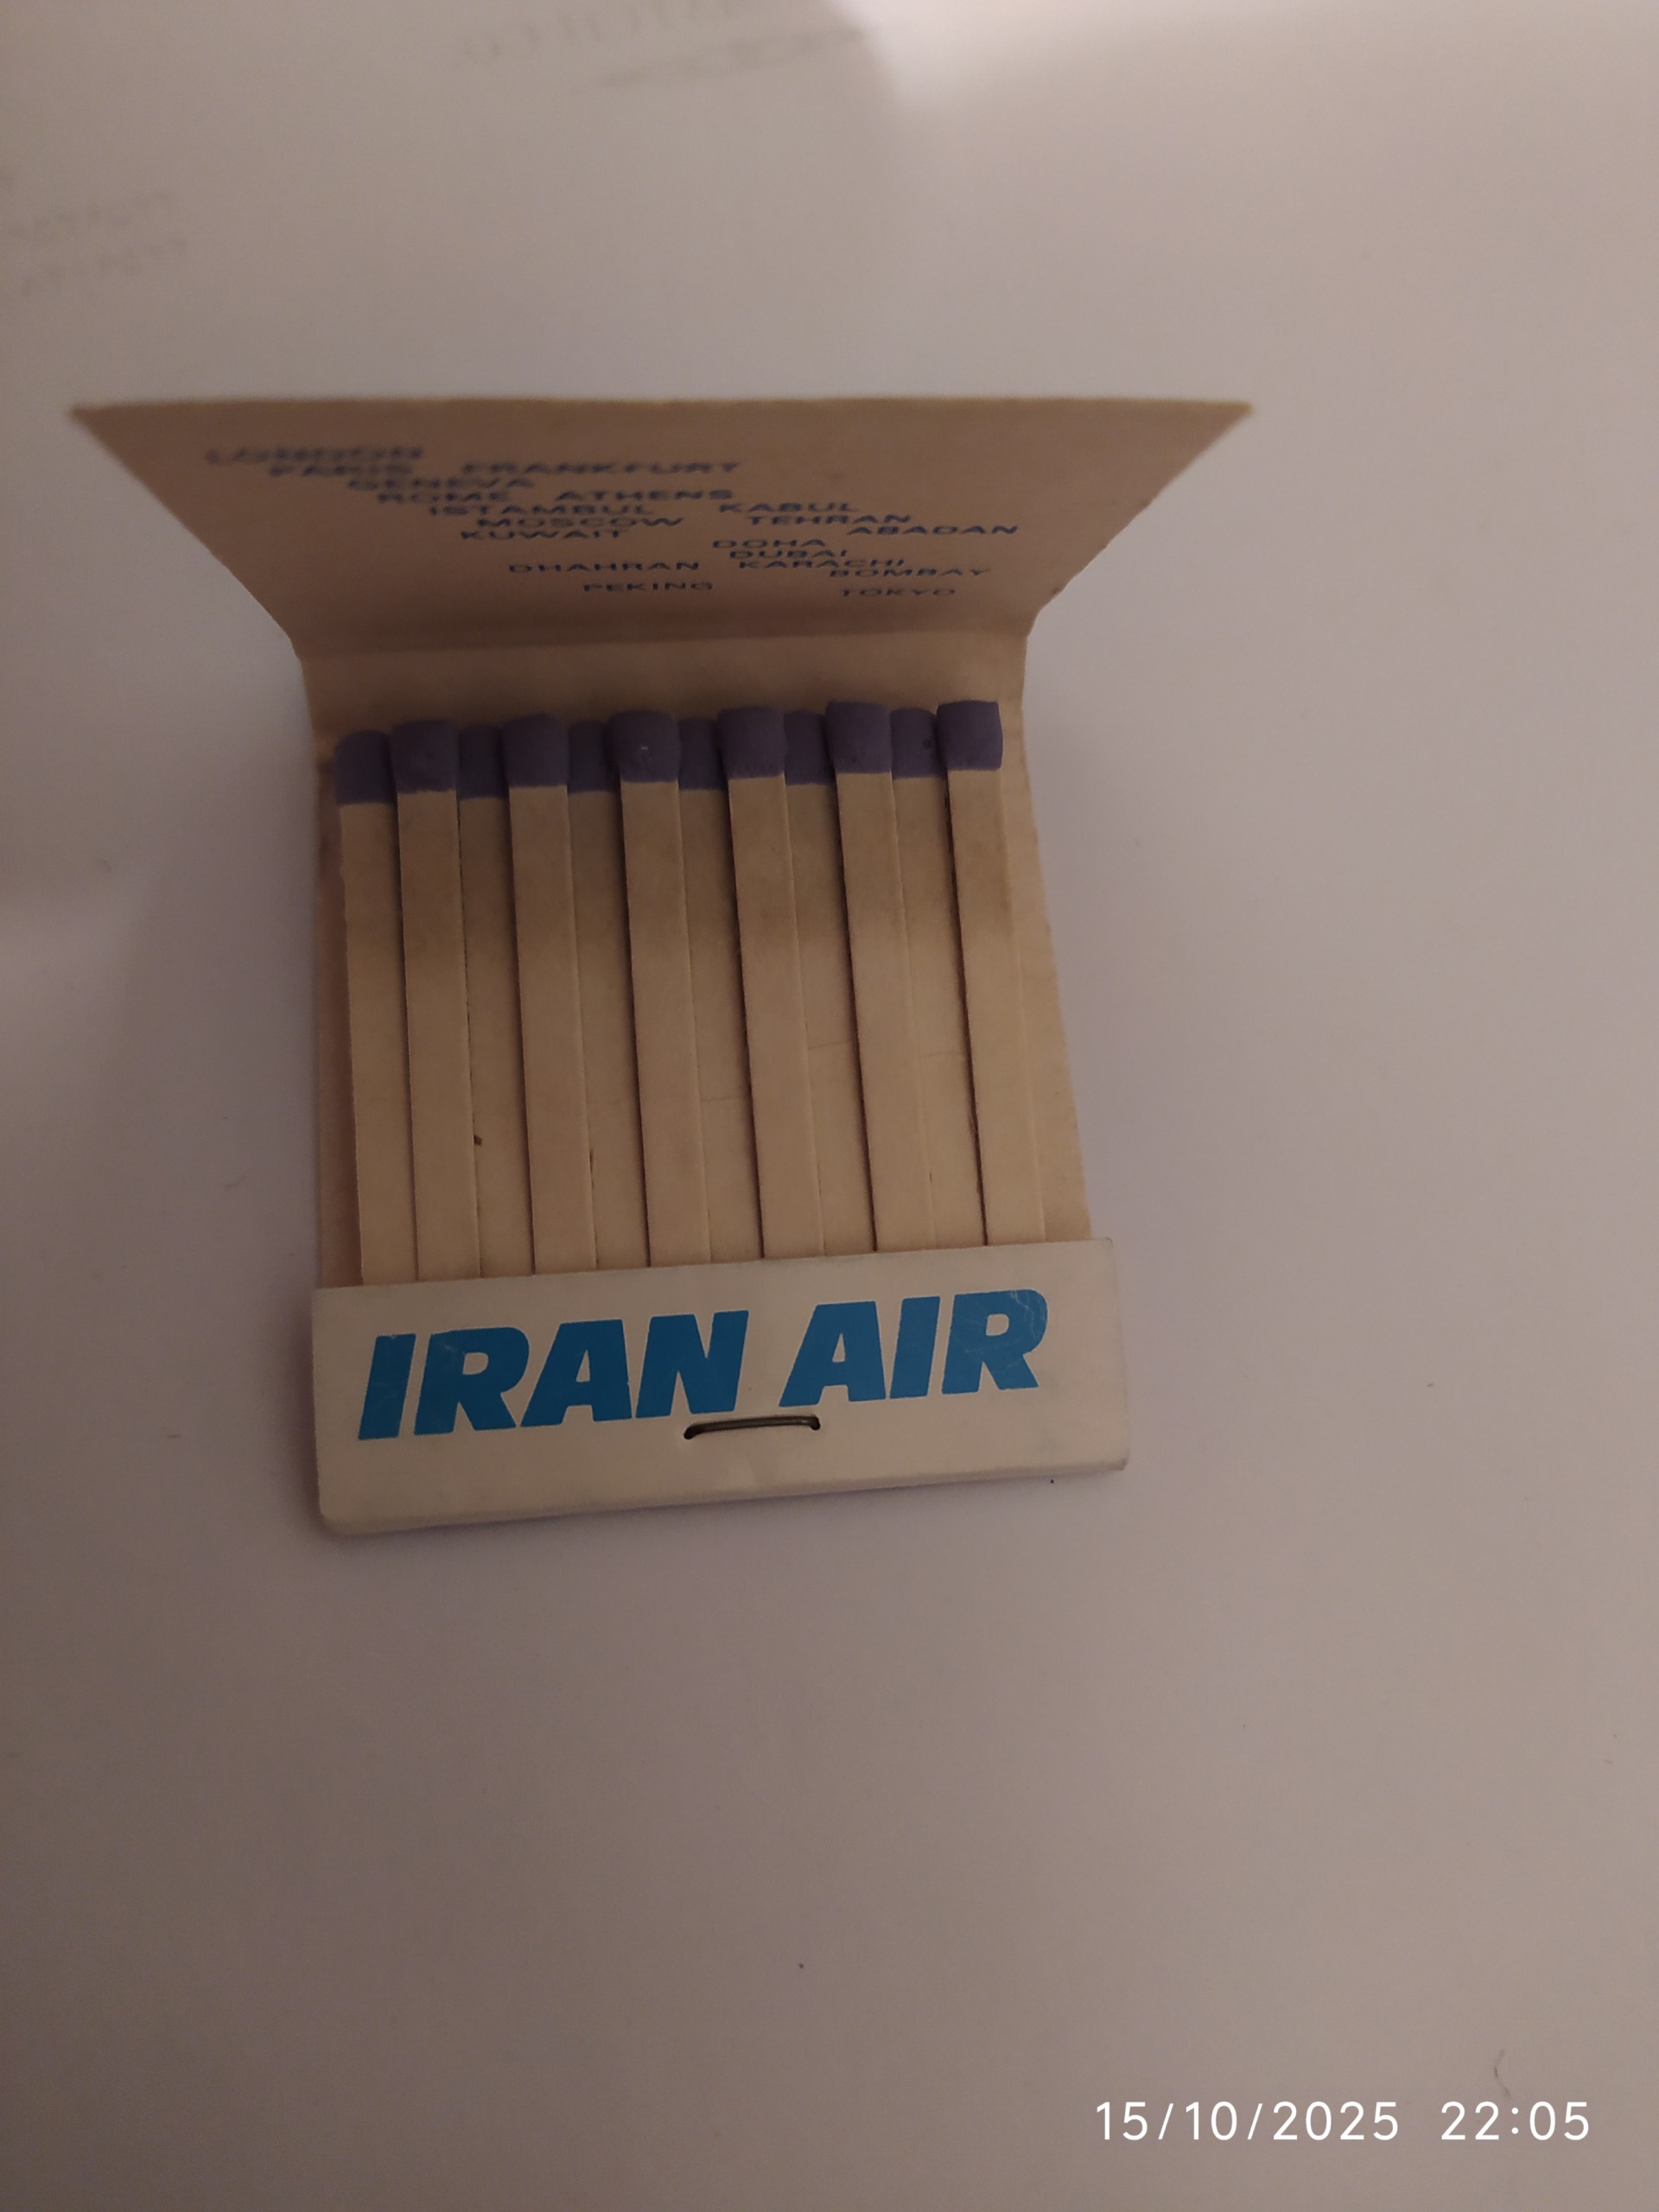 LONDON
PARIS FRANKFURT
GENEVA
ROME ATHENS
ISTAMBUL KABUL
MOSCOW TEHRAN
KUWAIT ABADAN
DOHA
DUBAI
DHAHRAN KARACHI
BOMBAY
PEKING TOKYO
IRAN AIR
15/10/2025 22:05